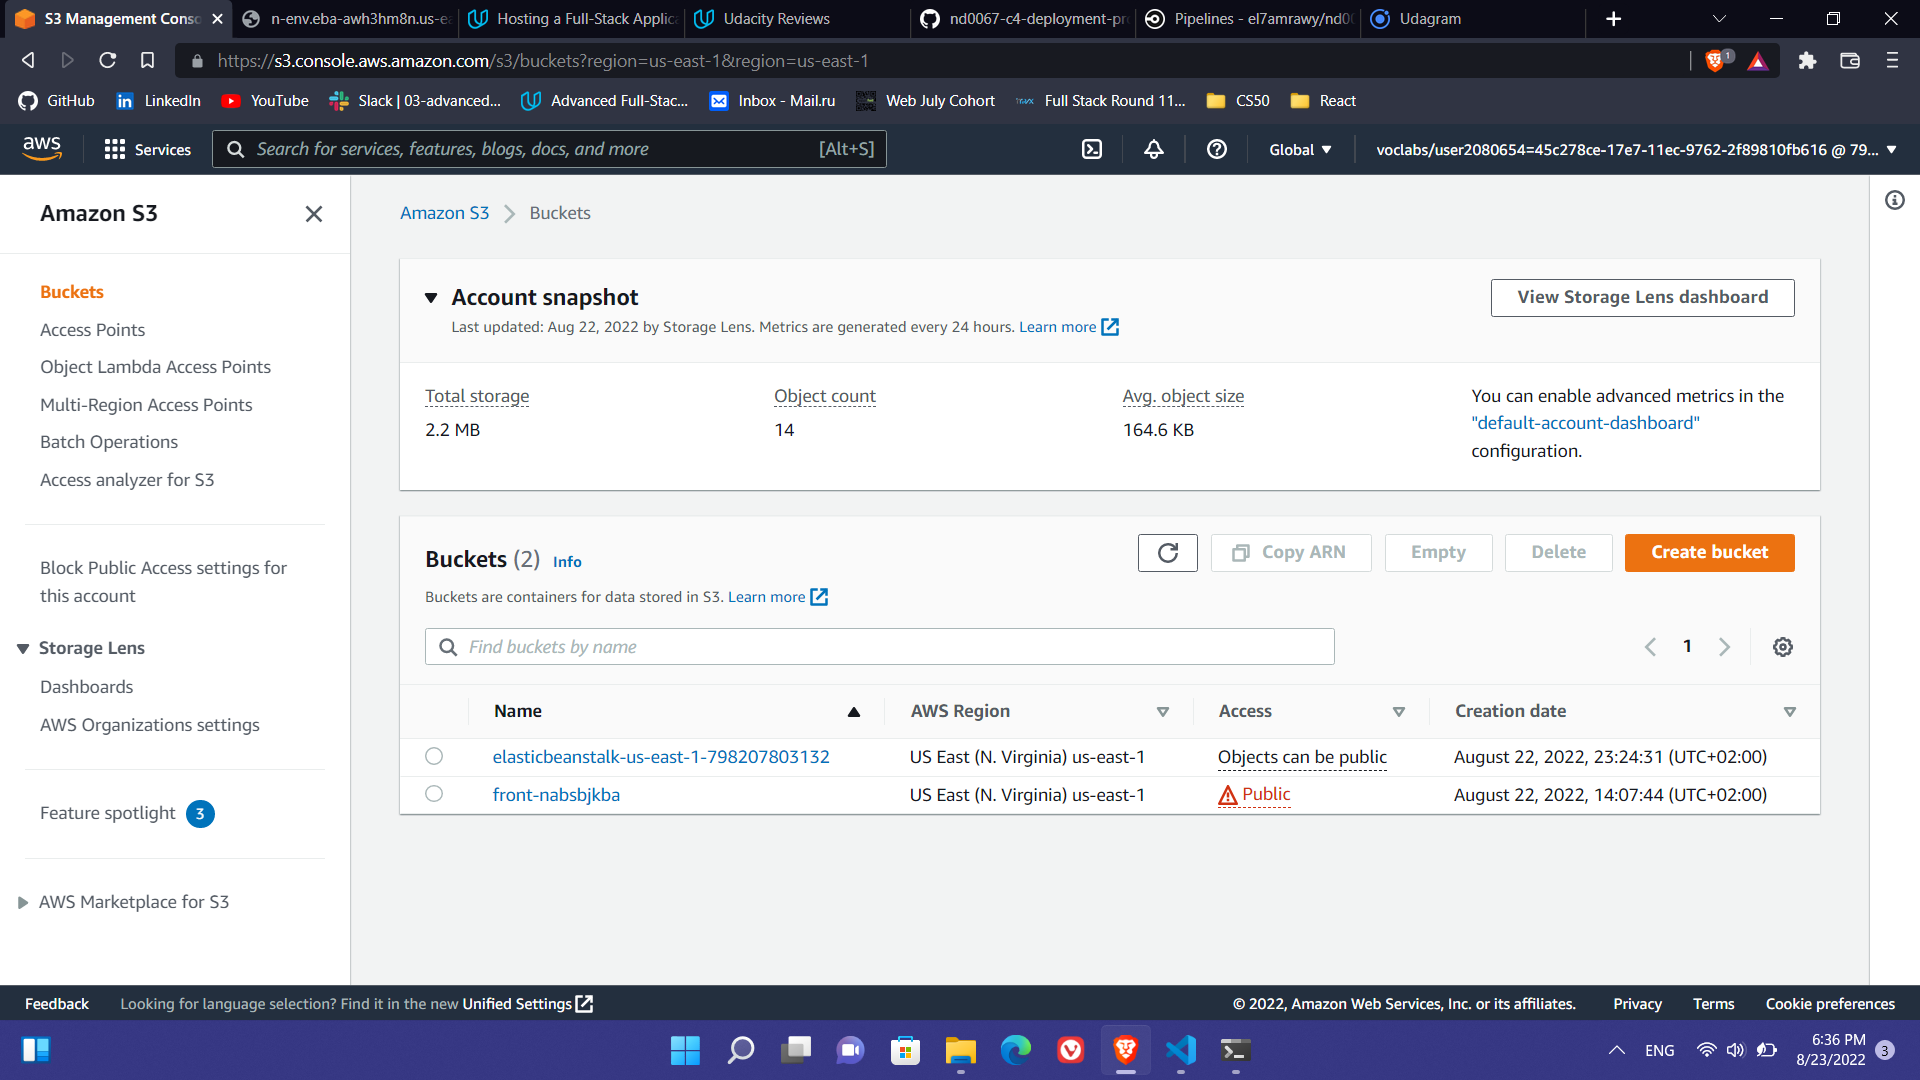 S3 Management Conso
n-env.eba-awh3hm8n.us-ea
Hosting a Full-Stack Applica
Udacity Reviews
nd0067-c4-deployment-pr
Pipelines - el7amrawy/nd00
Udagram
https://s3.console.aws.amazon.com/s3/buckets?region=us-east-1&region=us-east-1
1
GitHub
LinkedIn
YouTube
Slack | 03-advanced...
Advanced Full-Stac...
Inbox - Mail.ru
Web July Cohort
Full Stack Round 11...
CS50
React
aws
Services
Search for services, features, blogs, docs, and more
[Alt+S]
Global
voclabs/user2080654=45c278ce-17e7-11ec-9762-2f89810fb616 @ 79...
Amazon S3
Buckets
Access Points
Object Lambda Access Points
Multi-Region Access Points
Batch Operations
Access analyzer for S3
Block Public Access settings for
this account
Storage Lens
Dashboards
AWS Organizations settings
Feature spotlight 3
AWS Marketplace for S3
Amazon S3 > Buckets
Account snapshot
Last updated: Aug 22, 2022 by Storage Lens. Metrics are generated every 24 hours. Learn more
View Storage Lens dashboard
Total storage
2.2 MB
Object count
14
Avg. object size
164.6 KB
You can enable advanced metrics in the
"default-account-dashboard"
configuration.
Buckets (2) Info
Buckets are containers for data stored in S3. Learn more
Copy ARN
Empty
Delete
Create bucket
Find buckets by name
1
Name
AWS Region
Access
Creation date
elasticbeanstalk-us-east-1-798207803132
US East (N. Virginia) us-east-1
Objects can be public
August 22, 2022, 23:24:31 (UTC+02:00)
front-nabsbjkba
US East (N. Virginia) us-east-1
Public
August 22, 2022, 14:07:44 (UTC+02:00)
Feedback
Looking for language selection? Find it in the new Unified Settings
© 2022, Amazon Web Services, Inc. or its affiliates.
Privacy
Terms
Cookie preferences
ENG
6:36 PM
8/23/2022
3